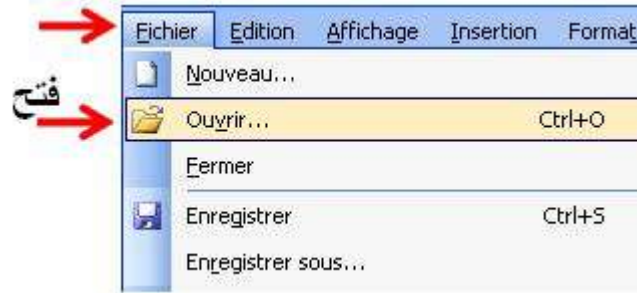 Fichier Edition Affichage Insertion Format
Nouveau...
فتح
Ouvrir... Ctrl+O
Fermer
Enregistrer Ctrl+S
Enregistrer sous...